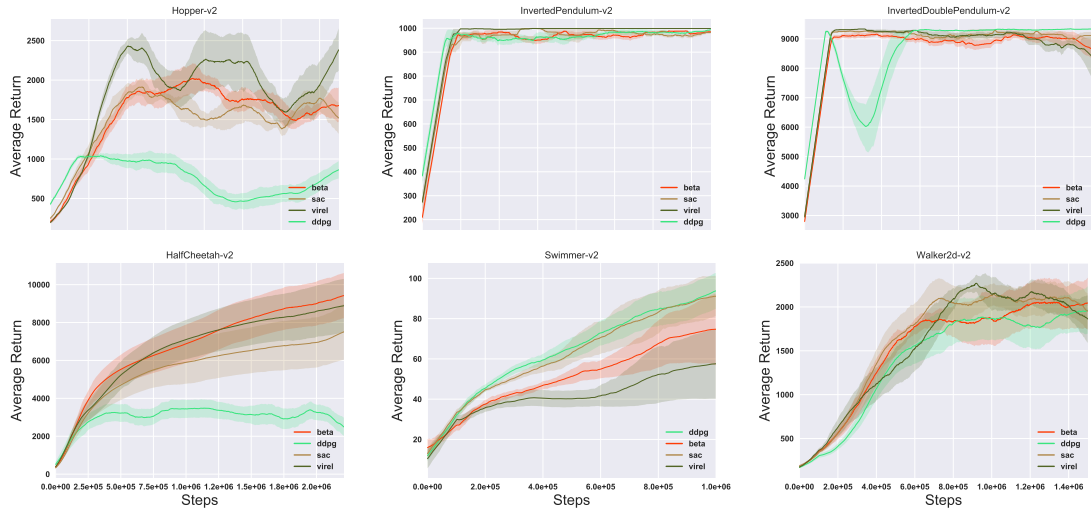 Hopper-v2
Average Return
2500
2000
1500
1000
500
beta
sac
virel
ddpg
InvertedPendulum-v2
Average Return
1000
900
800
700
600
500
400
300
200
beta
sac
virel
ddpg
InvertedDoublePendulum-v2
Average Return
9000
8000
7000
6000
5000
4000
3000
beta
sac
virel
ddpg
HalfCheetah-v2
Average Return
10000
8000
6000
4000
2000
0
beta
ddpg
sac
virel
0.0e+00 2.5e+05 5.0e+05 7.5e+05 1.0e+06 1.2e+06 1.5e+06 1.8e+06 2.0e+06
Steps
Swimmer-v2
Average Return
100
80
60
40
20
ddpg
beta
sac
virel
0.0e+00 2.0e+05 4.0e+05 6.0e+05 8.0e+05 1.0e+06
Steps
Walker2d-v2
Average Return
2500
2000
1500
1000
500
beta
ddpg
sac
virel
0.0e+00 2.0e+05 4.0e+05 6.0e+05 8.0e+05 1.0e+06 1.2e+06 1.4e+06
Steps